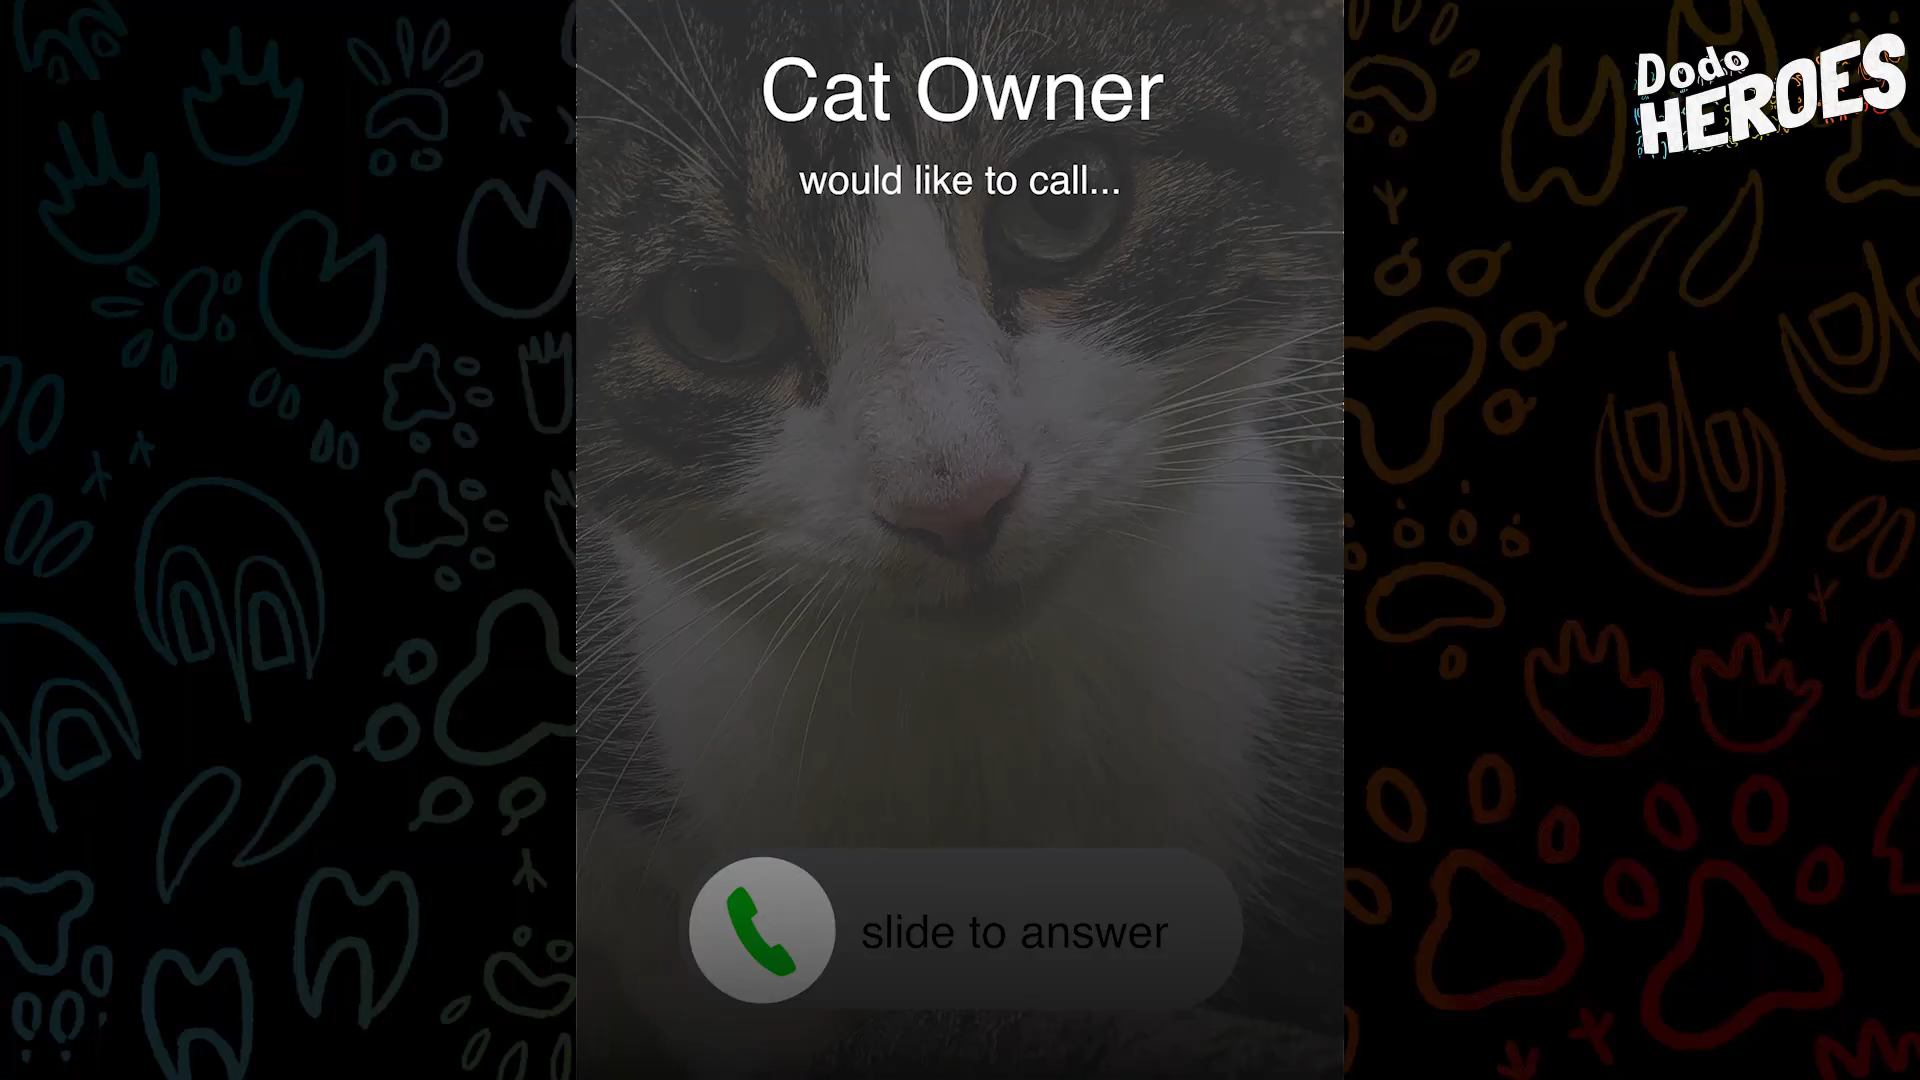 Cat Owner
would like to call...
Dodo
HEROES
slide to answer